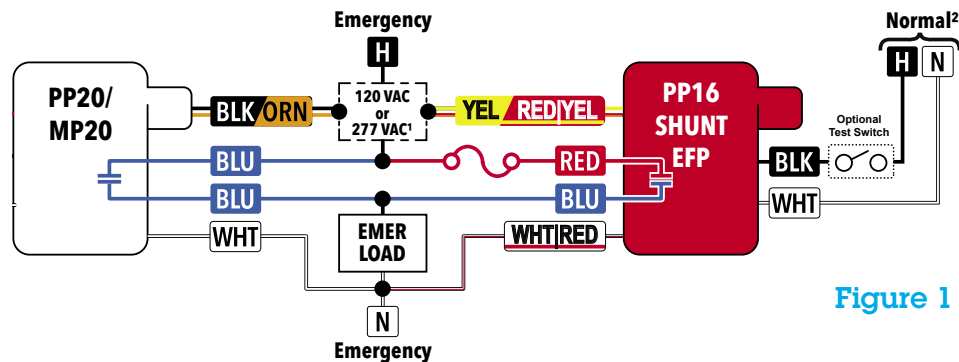 Emergency
H
Normal²
H N
PP20/
MP20
BLK/ORN
120 VAC
or
277 VAC¹
YEL/RED|YEL
PP16
SHUNT
EFP
Optional
Test Switch
BLU
RED
BLK
BLU
BLU
WHT
WHT
EMER
LOAD
WHT|RED
N
Emergency
Figure 1